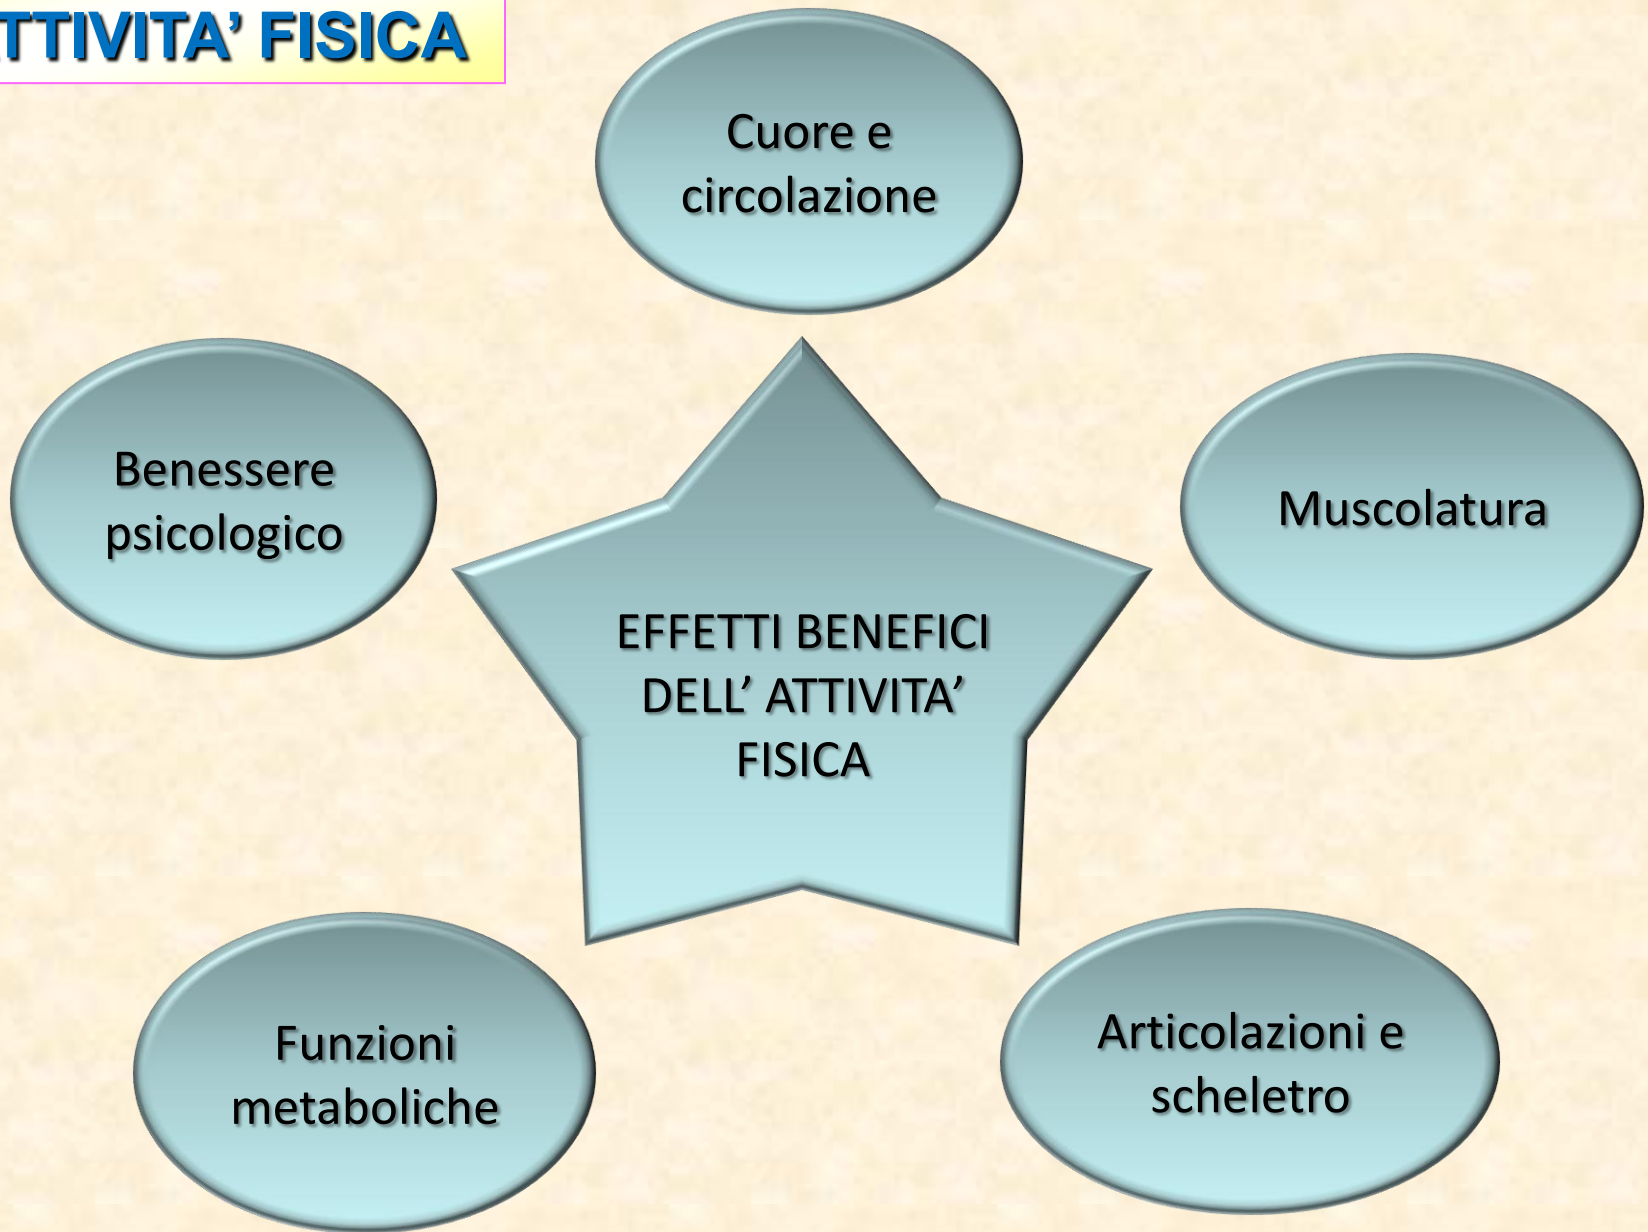 TTIVITA’ FISICA
Cuore e
circolazione
Benessere
psicologico
Muscolatura
EFFETTI BENEFICI
DELL’ ATTIVITA’
FISICA
Funzioni
metaboliche
Articolazioni e
scheletro